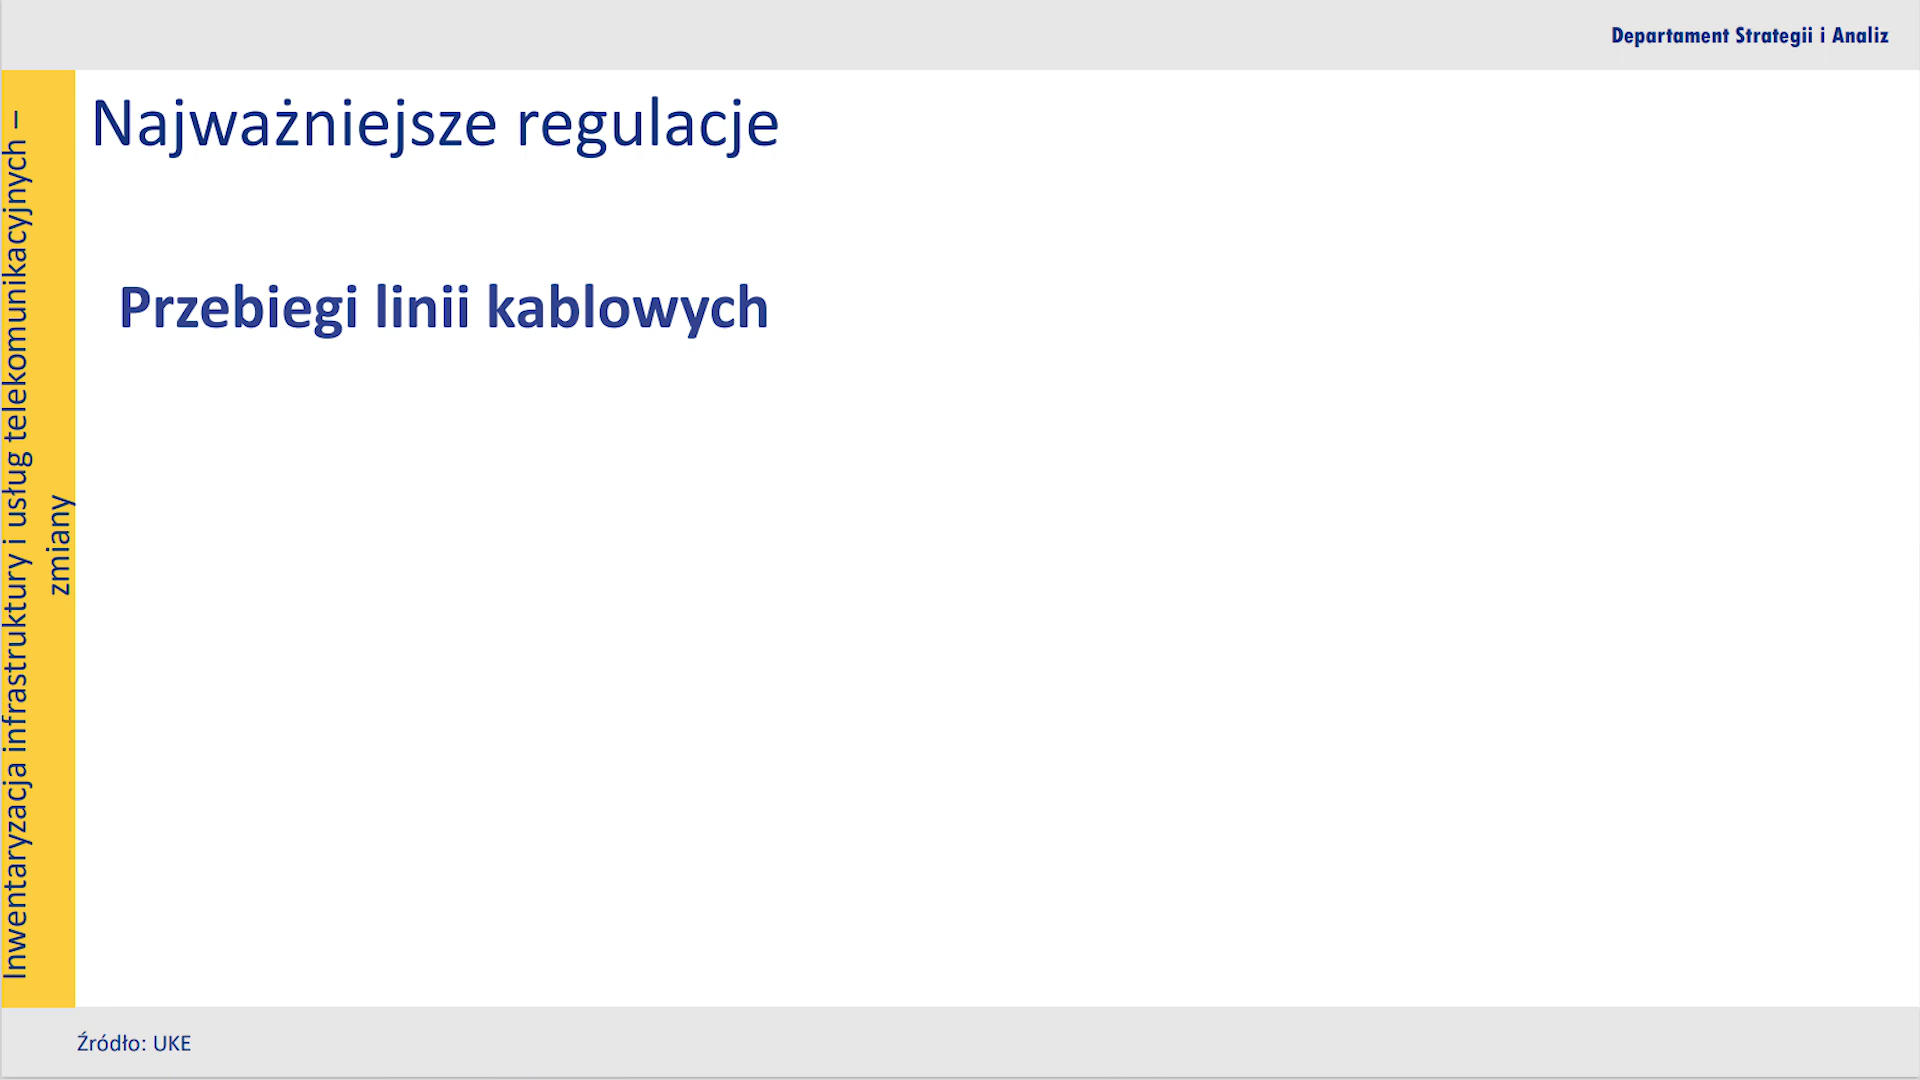 Departament Strategii i Analiz
Najważniejsze regulacje
Przebiegi linii kablowych
Inwentaryzacja infrastruktury i usług telekomunikacyjnych –
zmiany
Źródło: UKE